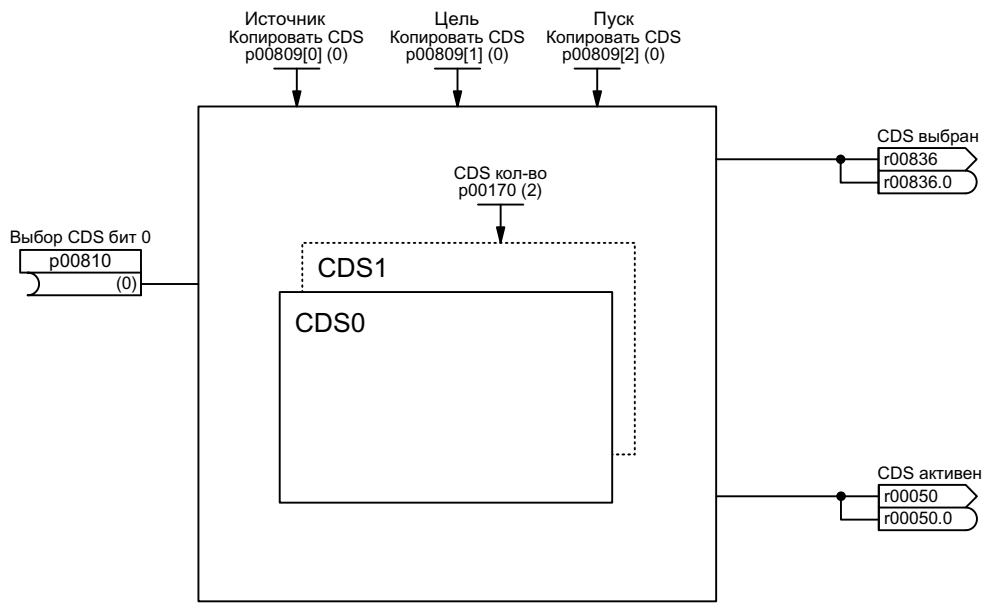 Источник
Копировать CDS
p00809[0] (0)
Цель
Копировать CDS
p00809[1] (0)
Пуск
Копировать CDS
p00809[2] (0)
CDS выбран
r00836
r00836.0
CDS кол-во
p00170 (2)
Выбор CDS бит 0
p00810
(0)
CDS1
CDS0
CDS активен
r00050
r00050.0